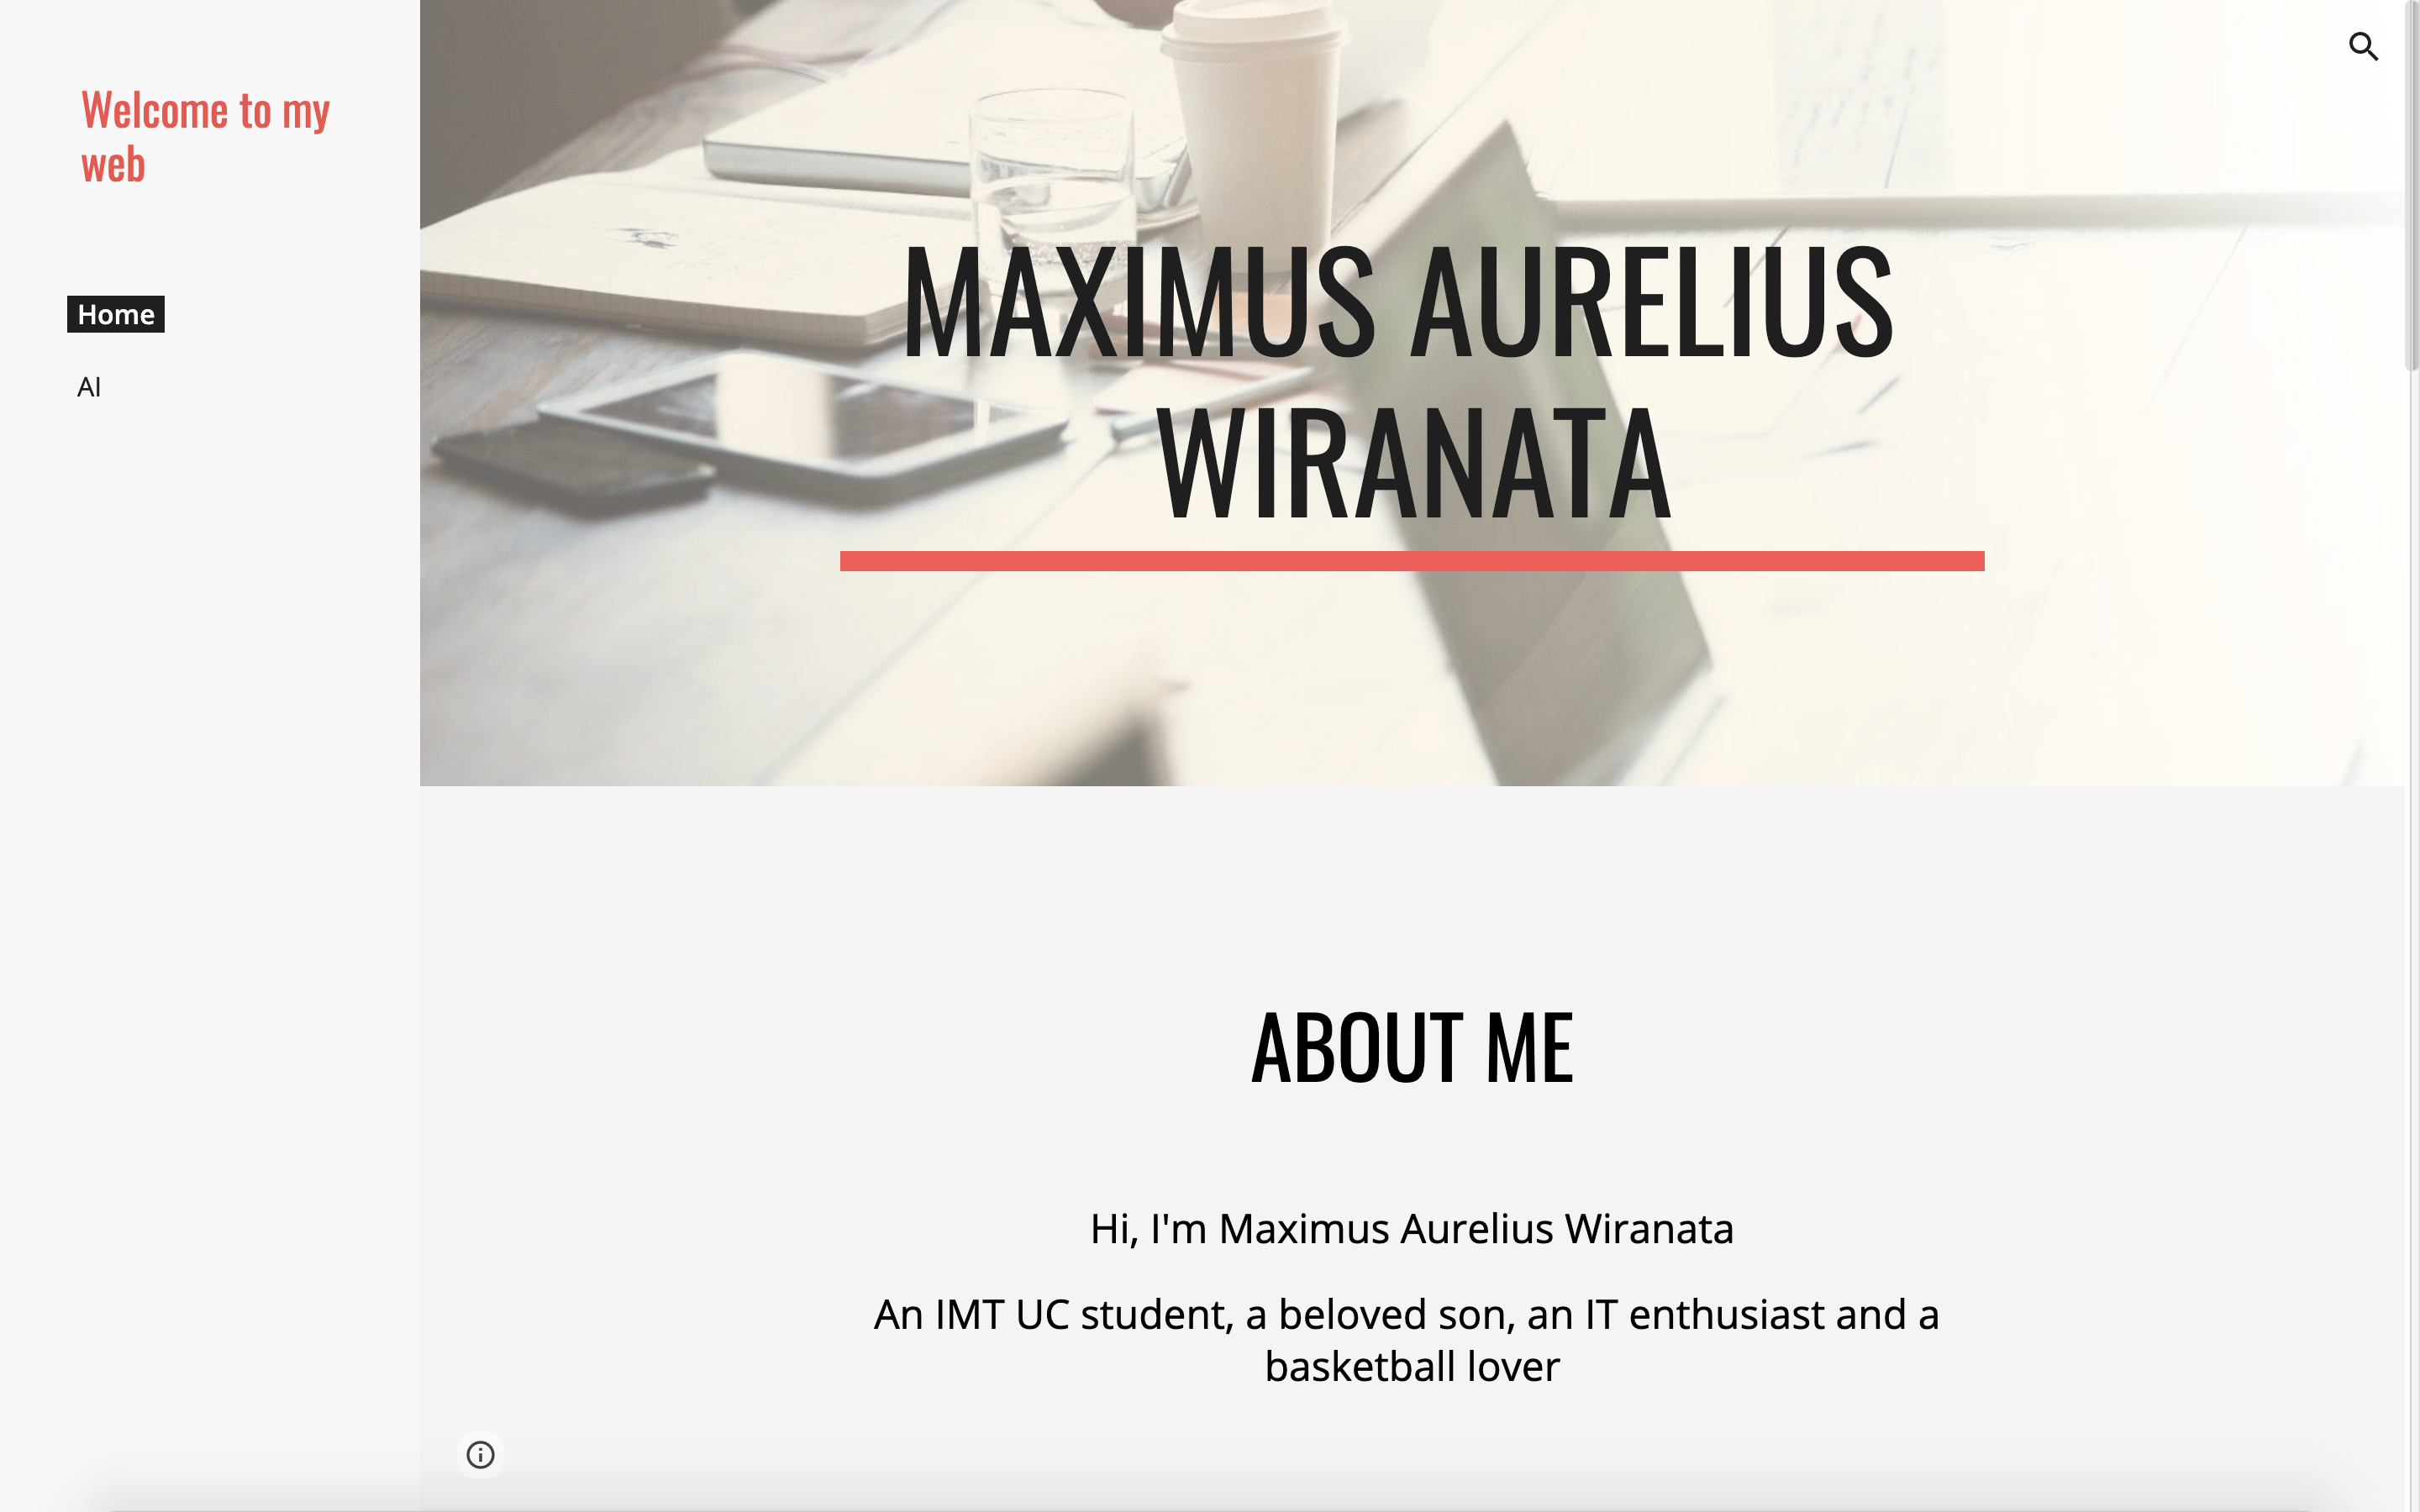 Welcome to my
web
Home
AI
MAXIMUS AURELIUS
WIRANATA
ABOUT ME
Hi, I'm Maximus Aurelius Wiranata
An IMT UC student, a beloved son, an IT enthusiast and a
basketball lover